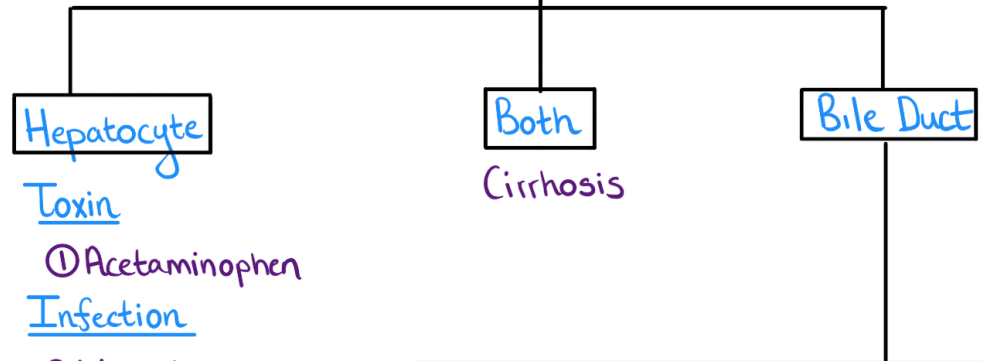 Hepatocyte
Both
Bile Duct
Toxin
Cirrhosis
① Acetaminophen
Infection